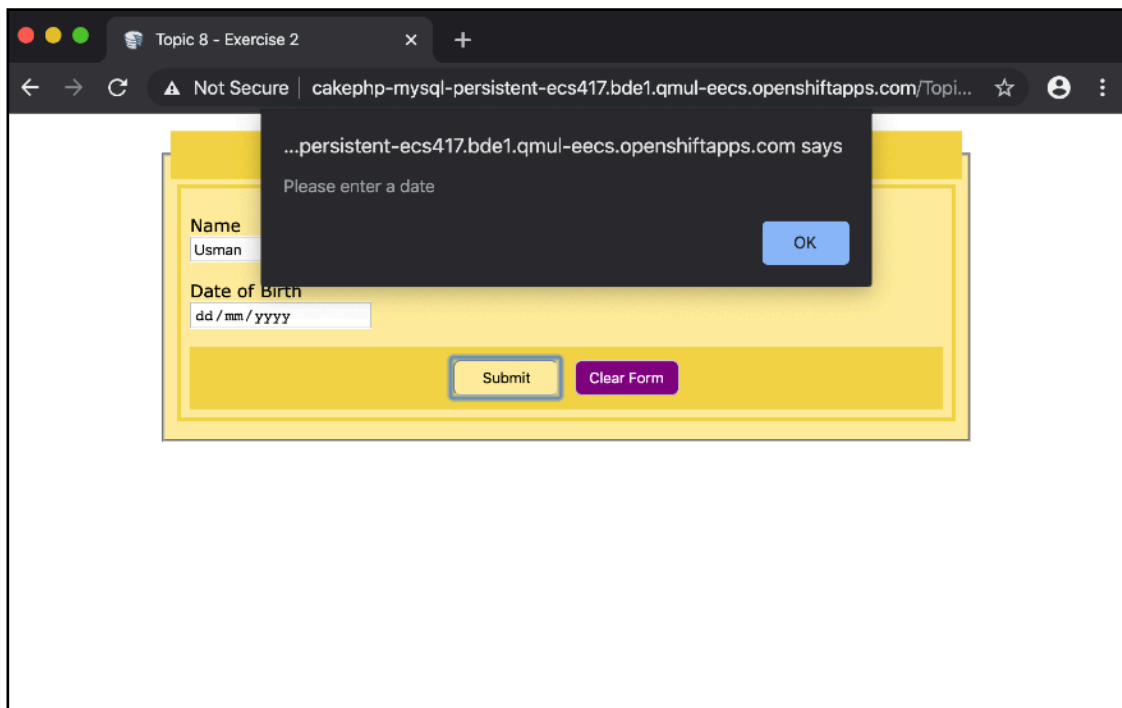 Topic 8 - Exercise 2
Not Secure cakephp-mysql-persistent-ecs417.bde1.qmul-eecs.openshiftapps.com/Topi...
...persistent-ecs417.bde1.qmul-eecs.openshiftapps.com says
Please enter a date
OK
Name
Usman
Date of Birth
dd/mm/yyyy
Submit Clear Form